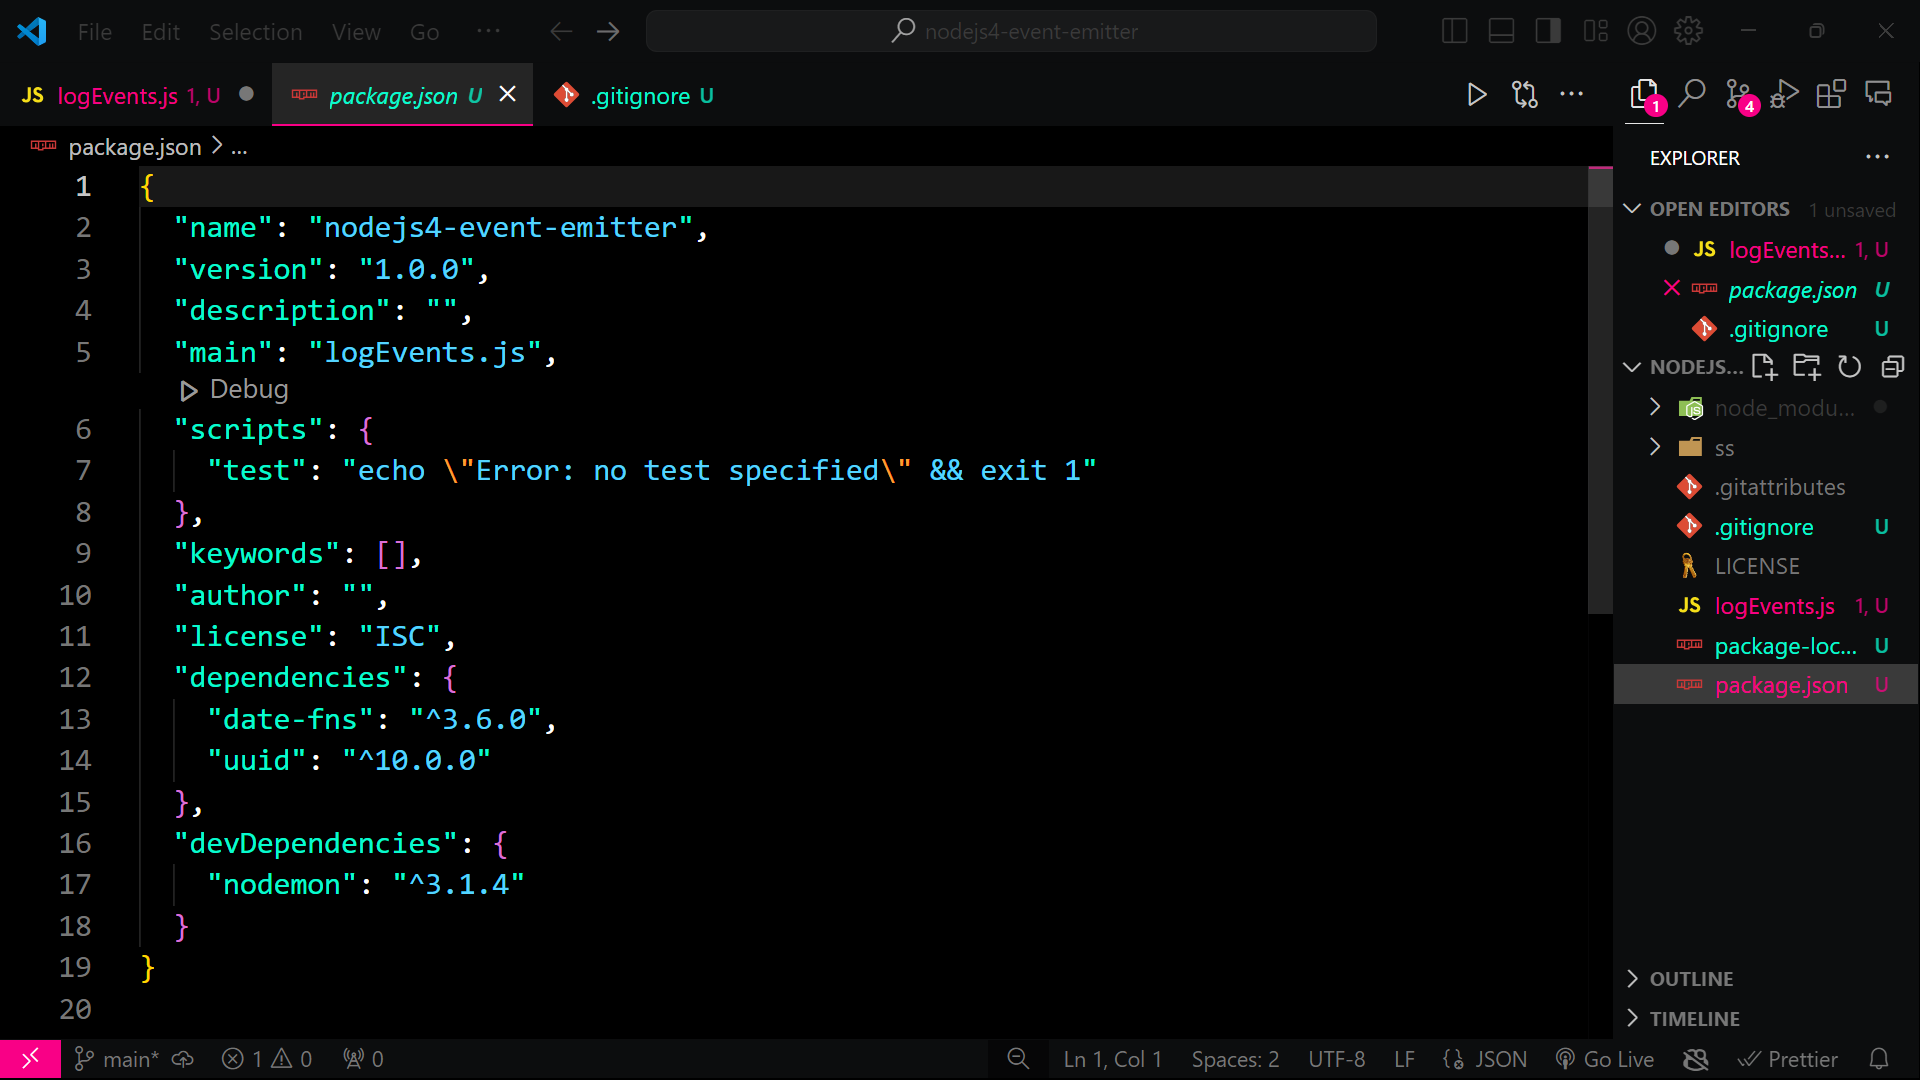 File Edit Selection View Go ··· nodejs4-event-emitter
JS logEvents.js 1, U package.json U .gitignore U
package.json > ...
1 {
2 "name": "nodejs4-event-emitter",
3 "version": "1.0.0",
4 "description": "",
5 "main": "logEvents.js",
Debug
6 "scripts": {
7 "test": "echo \"Error: no test specified\" && exit 1"
8 },
9 "keywords": [],
10 "author": "",
11 "license": "ISC",
12 "dependencies": {
13 "date-fns": "^3.6.0",
14 "uuid": "^10.0.0"
15 },
16 "devDependencies": {
17 "nodemon": "^3.1.4"
18 }
19 }
20
1 4
EXPLORER ···
OPEN EDITORS 1 unsaved
JS logEvents... 1, U
package.json U
.gitignore U
NODEJS...
node_modu...
ss
.gitattributes
.gitignore U
LICENSE
JS logEvents.js 1, U
package-loc... U
package.json U
OUTLINE
TIMELINE
main* 1 0 0 Ln 1, Col 1 Spaces: 2 UTF-8 LF JSON Go Live Prettier